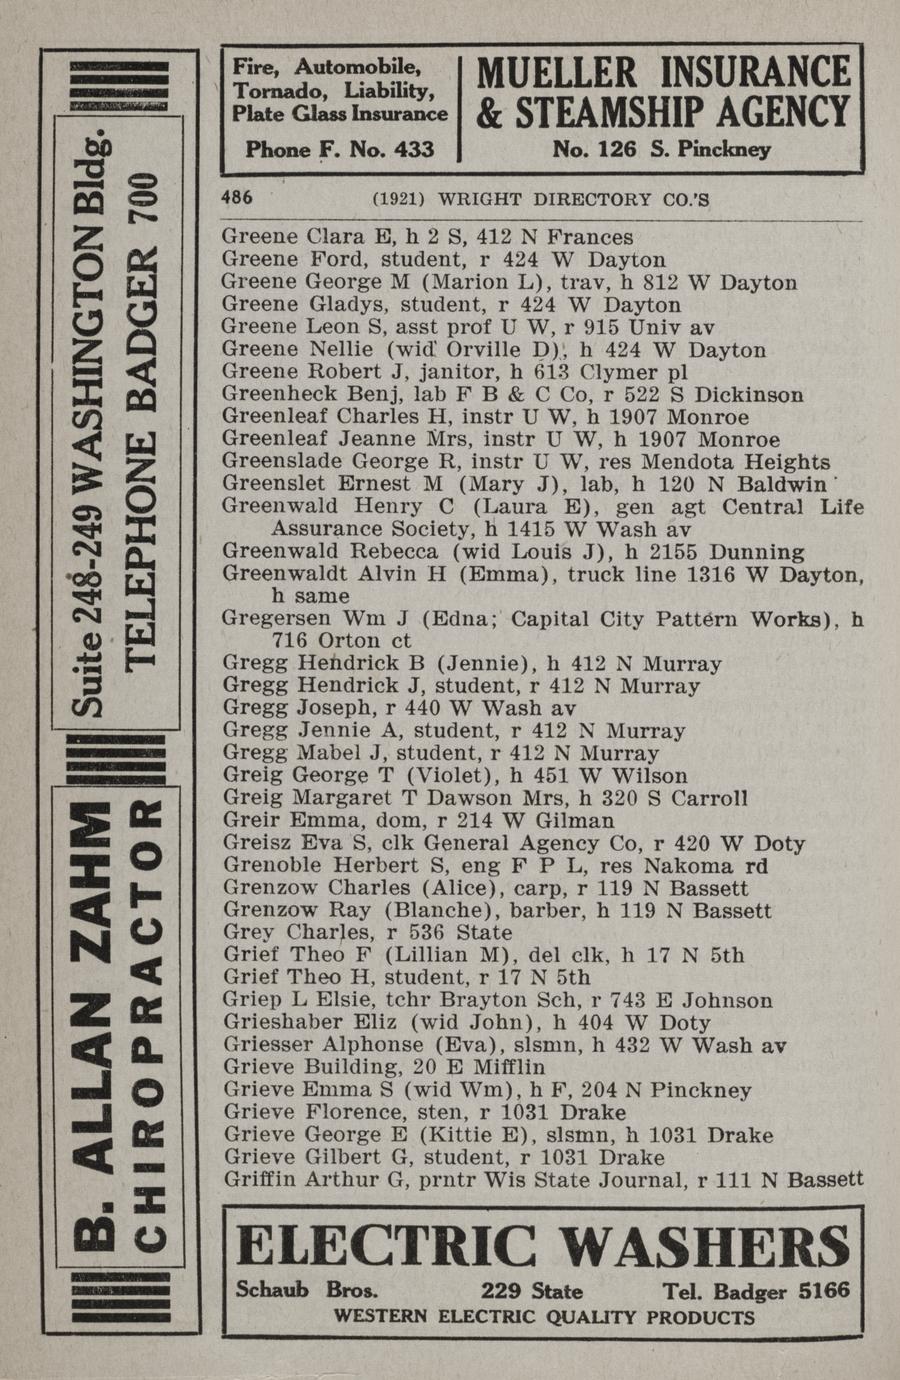 Fire, Automobile,
Tornado, Liability,
Plate Glass Insurance
Phone F. No. 433
MUELLER INSURANCE
& STEAMSHIP AGENCY
No. 126 S. Pinckney
486 (1921) WRIGHT DIRECTORY CO.'S
Greene Clara E, h 2 S, 412 N Frances
Greene Ford, student, r 424 W Dayton
Greene George M (Marion L), trav, h 812 W Dayton
Greene Gladys, student, r 424 W Dayton
Greene Leon S, asst prof U W, r 915 Univ av
Greene Nellie (wid Orville D), h 424 W Dayton
Greene Robert J, janitor, h 613 Clymer pl
Greenheck Benj, lab F B & C Co, r 522 S Dickinson
Greenleaf Charles H, instr U W, h 1907 Monroe
Greenleaf Jeanne Mrs, instr U W, h 1907 Monroe
Greenslade George R, instr U W, res Mendota Heights
Greenslet Ernest M (Mary J), lab, h 120 N Baldwin
Greenwald Henry C (Laura E), gen agt Central Life
Assurance Society, h 1415 W Wash av
Greenwald Rebecca (wid Louis J), h 2155 Dunning
Greenwaldt Alvin H (Emma), truck line 1316 W Dayton,
h same
Gregersen Wm J (Edna; Capital City Pattern Works), h
716 Orton ct
Gregg Hendrick B (Jennie), h 412 N Murray
Gregg Hendrick J, student, r 412 N Murray
Gregg Joseph, r 440 W Wash av
Gregg Jennie A, student, r 412 N Murray
Gregg Mabel J, student, r 412 N Murray
Greig George T (Violet), h 451 W Wilson
Greig Margaret T Dawson Mrs, h 320 S Carroll
Greir Emma, dom, r 214 W Gilman
Greisz Eva S, clk General Agency Co, r 420 W Doty
Grenoble Herbert S, eng F P L, res Nakoma rd
Grenzow Charles (Alice), carp, r 119 N Bassett
Grenzow Ray (Blanche), barber, h 119 N Bassett
Grey Charles, r 536 State
Grief Theo F (Lillian M), del clk, h 17 N 5th
Grief Theo H, student, r 17 N 5th
Griep L Elsie, tchr Brayton Sch, r 743 E Johnson
Grieshaber Eliz (wid John), h 404 W Doty
Griesser Alphonse (Eva), slsmn, h 432 W Wash av
Grieve Building, 20 E Mifflin
Grieve Emma S (wid Wm), h F, 204 N Pinckney
Grieve Florence, sten, r 1031 Drake
Grieve George E (Kittie E), slsmn, h 1031 Drake
Grieve Gilbert G, student, r 1031 Drake
Griffin Arthur G, prntr Wis State Journal, r 111 N Bassett
B. ALLAN ZAHM
CHIROPRACTOR
Suite 248-249 WASHINGTON Bldg.
TELEPHONE BADGER 700
ELECTRIC WASHERS
Schaub Bros. 229 State Tel. Badger 5166
WESTERN ELECTRIC QUALITY PRODUCTS